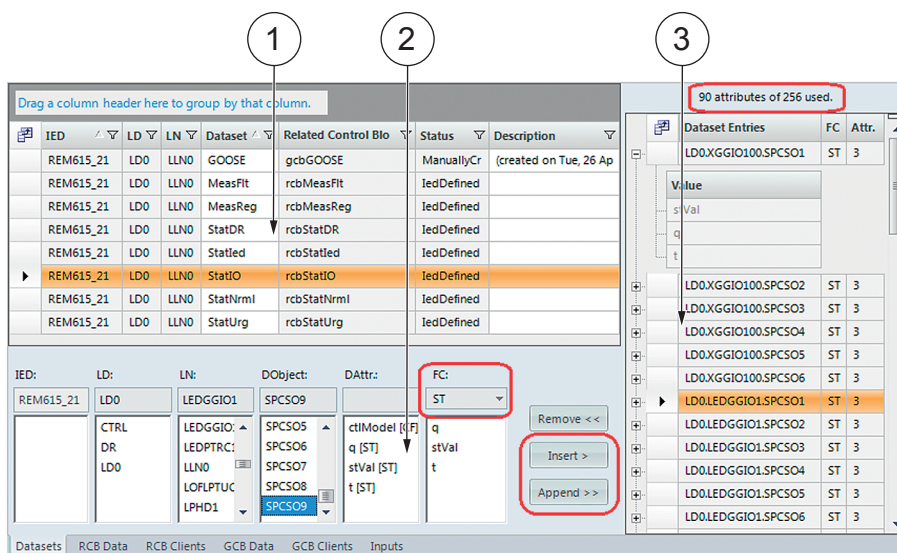 1
2
3
Drag a column header here to group by that column.
IED LD LN Dataset Related Control Blo Status Description
REM615_21 LD0 LLN0 GOOSE gcbGOOSE ManuallyCr (created on Tue, 26 Ap
REM615_21 LD0 LLN0 MeasFlt rcbMeasFlt IedDefined
REM615_21 LD0 LLN0 MeasReg rcbMeasReg IedDefined
REM615_21 LD0 LLN0 StatDR rcbStatDR IedDefined
REM615_21 LD0 LLN0 StatIed rcbStatIed IedDefined
REM615_21 LD0 LLN0 StatIO rcbStatIO IedDefined
REM615_21 LD0 LLN0 StatNrml rcbStatNrml IedDefined
REM615_21 LD0 LLN0 StatUrg rcbStatUrg IedDefined
IED: LD: LN: DObject: DAttr.: FC:
REM615_21 LD0 LEDGGIO1 SPCSO9 ST
CTRL
DR
LD0
LEDGGIO1
LEDPTRC1
LLN0
LOFLPTUC
LPHD1
SPCSO5
SPCSO6
SPCSO7
SPCSO8
SPCSO9
ctlModel [CF]
q [ST]
stVal [ST]
t [ST]
q
stVal
t
Remove <<
Insert >
Append >>
90 attributes of 256 used.
Dataset Entries FC Attr.
LD0.XGGIO100.SPCSO1 ST 3
Value
stVal
q
t
LD0.XGGIO100.SPCSO2 ST 3
LD0.XGGIO100.SPCSO3 ST 3
LD0.XGGIO100.SPCSO4 ST 3
LD0.XGGIO100.SPCSO5 ST 3
LD0.XGGIO100.SPCSO6 ST 3
LD0.LEDGGIO1.SPCSO1 ST 3
LD0.LEDGGIO1.SPCSO2 ST 3
LD0.LEDGGIO1.SPCSO3 ST 3
LD0.LEDGGIO1.SPCSO4 ST 3
LD0.LEDGGIO1.SPCSO5 ST 3
LD0.LEDGGIO1.SPCSO6 ST 3
Datasets RCB Data RCB Clients GCB Data GCB Clients Inputs